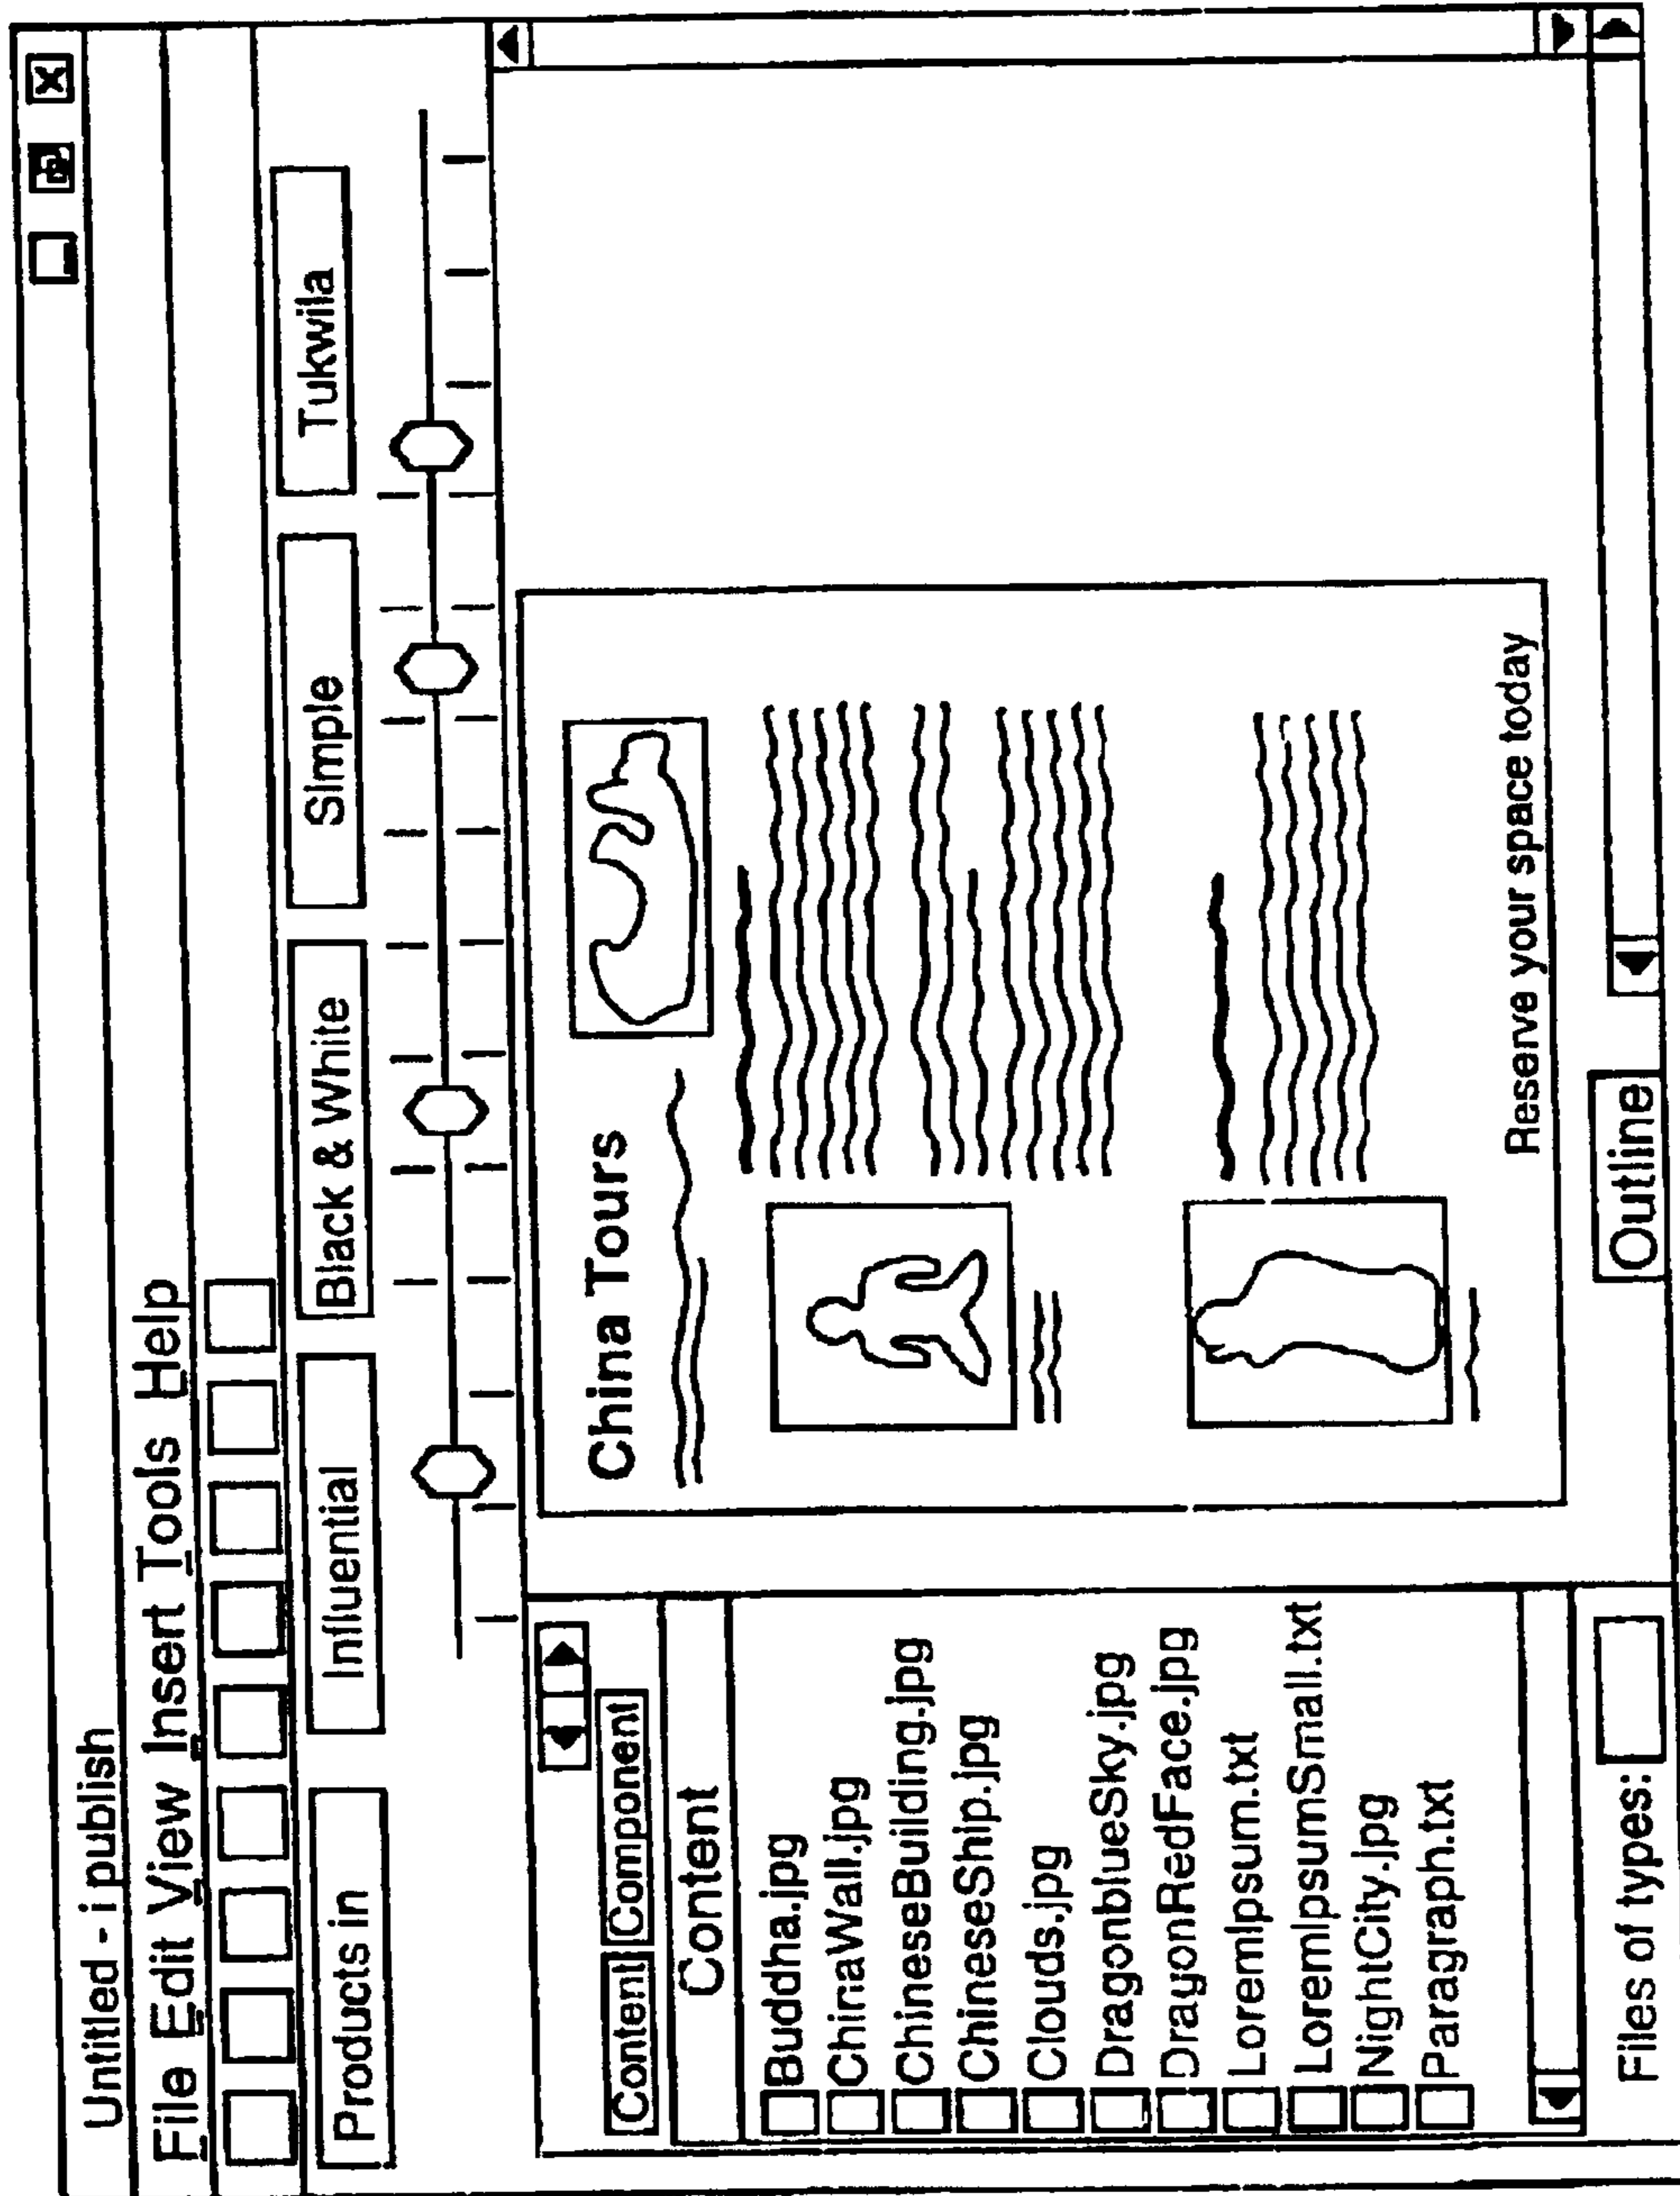 Untitled - i publish
File Edit View Insert Tools Help
Products in
Influential
Black & White
Simple
Tukwila
Content
Component
Content
Buddha.jpg
ChinaWall.jpg
ChineseBuilding.jpg
ChineseShip.jpg
Clouds.jpg
DragonblueSky.jpg
DrayonRedFace.jpg
LoremIpsum.txt
LoremIpsumSmall.txt
NightCity.jpg
Paragraph.txt
Files of types:
China Tours
Reserve your space today
Outline